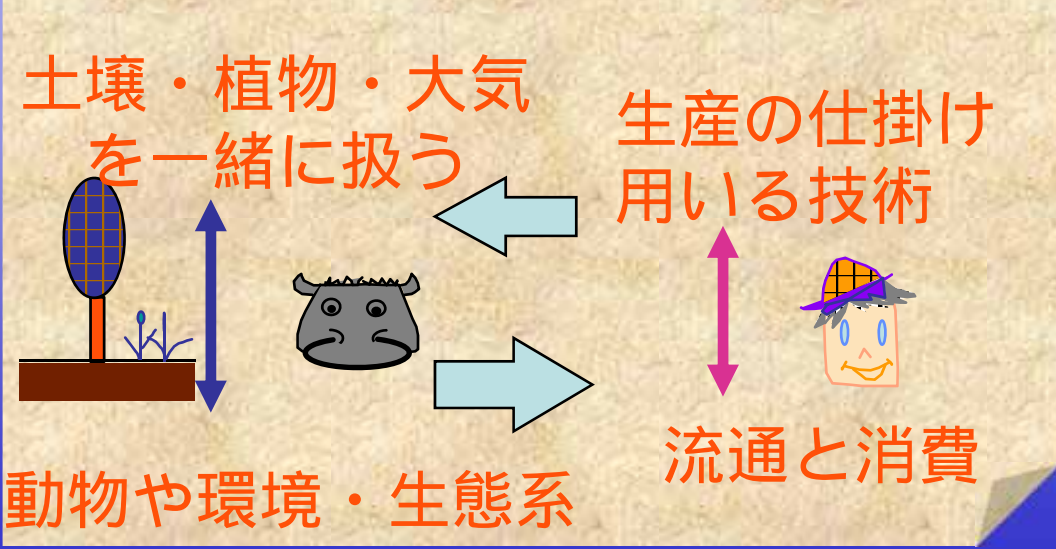 土壌・植物・大気
を一緒に扱う
生産の仕掛け
用いる技術
動物や環境・生態系
流通と消費